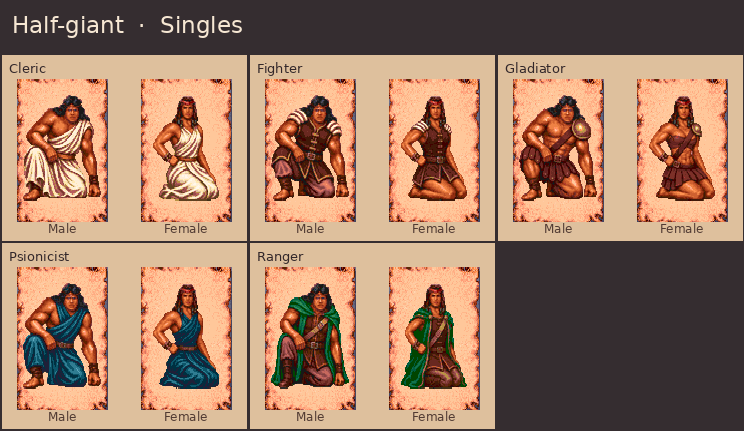 Half-giant · Singles
Cleric
Male Female
Fighter
Male Female
Gladiator
Male Female
Psionicist
Male Female
Ranger
Male Female